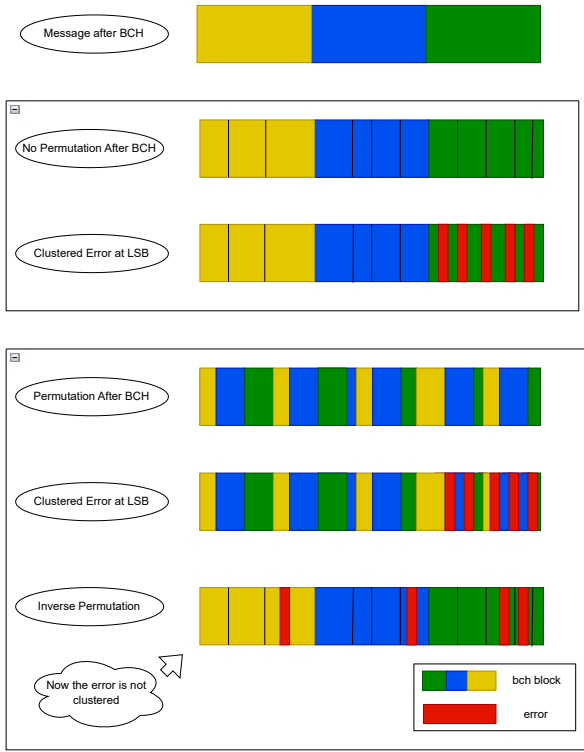 Message after BCH
No Permutation After BCH
Clustered Error at LSB
Permutation After BCH
Clustered Error at LSB
Inverse Permutation
Now the error is not
clustered
bch block
error